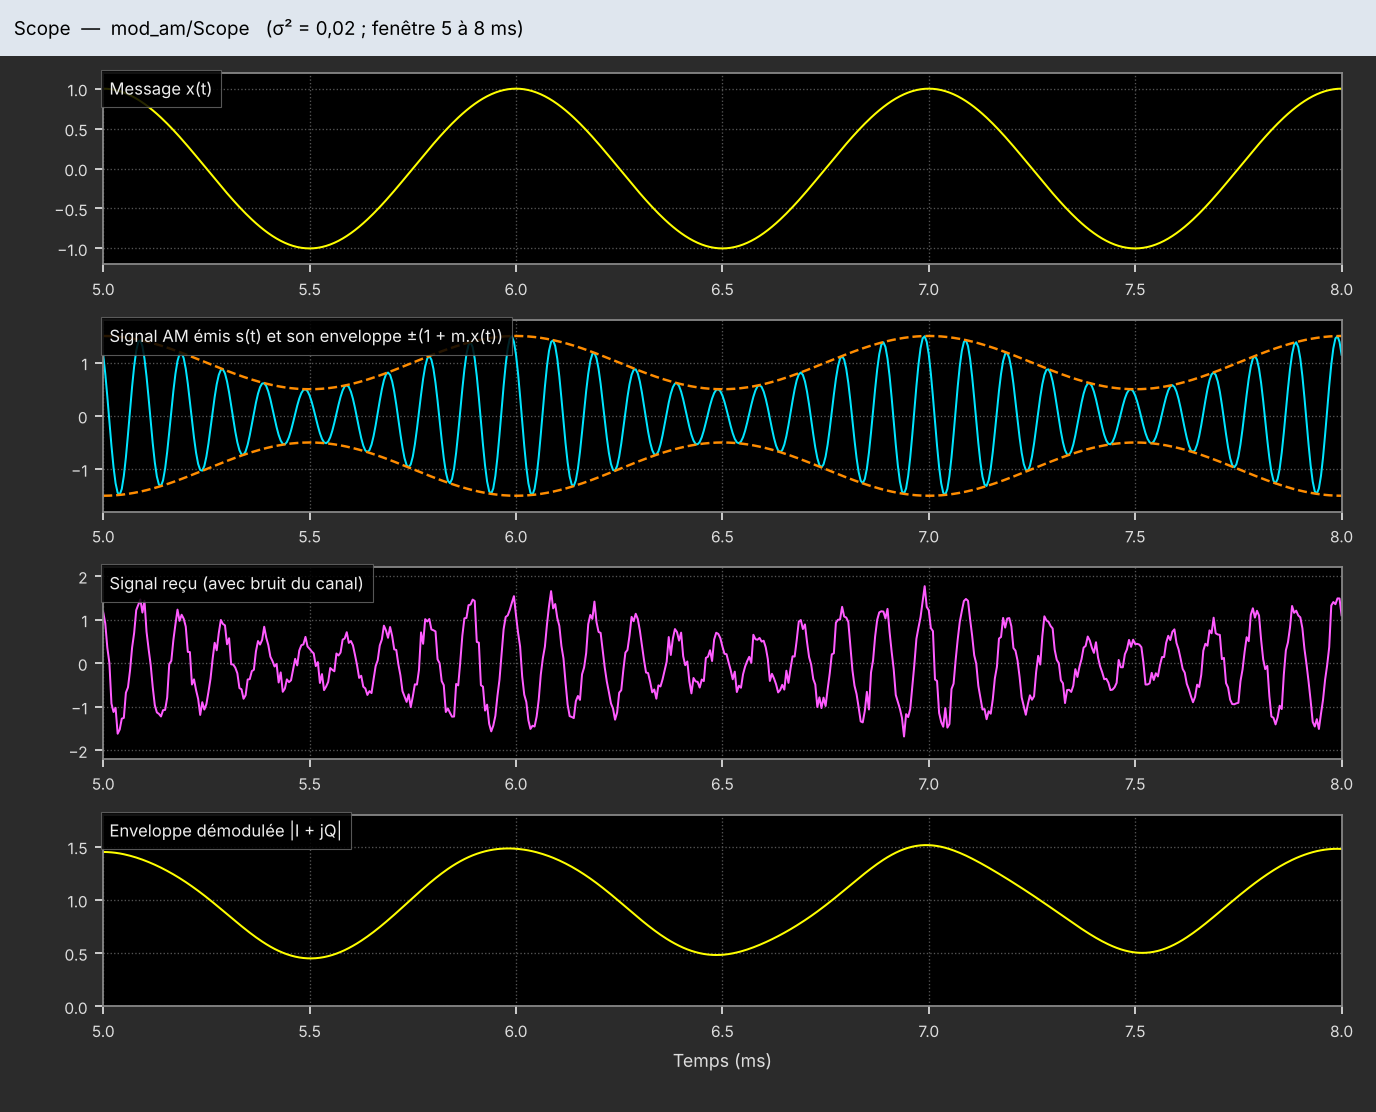 Scope — mod_am/Scope (σ² = 0,02 ; fenêtre 5 à 8 ms)
Message x(t)
1.0
0.5
0.0
−0.5
−1.0
5.0 5.5 6.0 6.5 7.0 7.5 8.0
Signal AM émis s(t) et son enveloppe ±(1 + m.x(t))
1
0
−1
5.0 5.5 6.0 6.5 7.0 7.5 8.0
Signal reçu (avec bruit du canal)
2
1
0
−1
−2
5.0 5.5 6.0 6.5 7.0 7.5 8.0
Enveloppe démodulée |I + jQ|
1.5
1.0
0.5
0.0
5.0 5.5 6.0 6.5 7.0 7.5 8.0
Temps (ms)